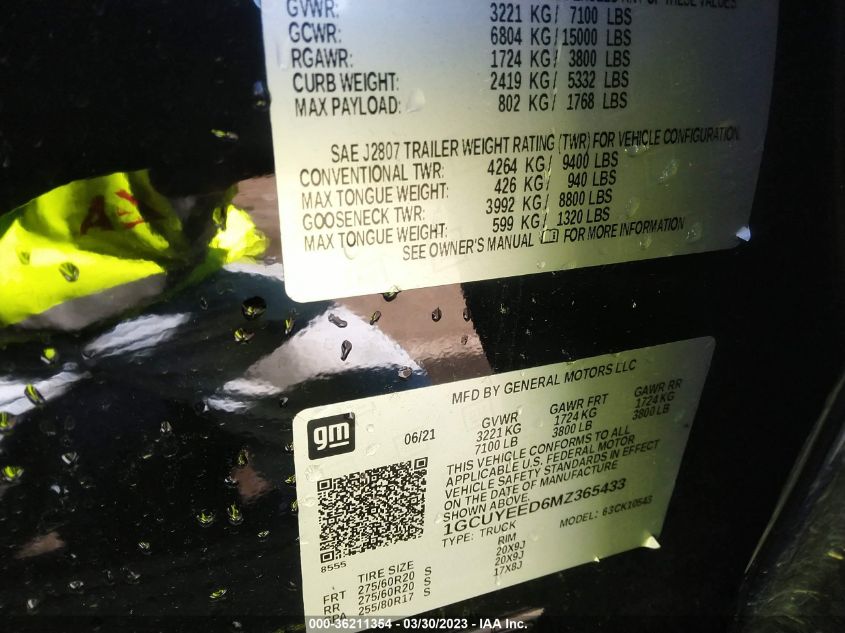 GVWR: 3221 KG / 7100 LBS
GCWR: 6804 KG / 15000 LBS
RGAWR: 1724 KG / 3800 LBS
CURB WEIGHT: 2419 KG / 5332 LBS
MAX PAYLOAD: 802 KG / 1768 LBS
SAE J2807 TRAILER WEIGHT RATING (TWR) FOR VEHICLE CONFIGURATION.
CONVENTIONAL TWR: 4264 KG / 9400 LBS
MAX TONGUE WEIGHT: 426 KG / 940 LBS
GOOSENECK TWR: 3992 KG / 8800 LBS
MAX TONGUE WEIGHT: 599 KG / 1320 LBS
SEE OWNER'S MANUAL FOR MORE INFORMATION
MFD BY GENERAL MOTORS LLC
gm
06/21
GVWR GAWR FRT GAWR RR
3221 KG 1724 KG 1724 KG
7100 LB 3800 LB 3800 LB
THIS VEHICLE CONFORMS TO ALL
APPLICABLE U.S. FEDERAL MOTOR
VEHICLE SAFETY STANDARDS IN EFFECT
ON THE DATE OF MANUFACTURE
SHOWN ABOVE.
1GCUYEED6MZ365433
TYPE: TRUCK MODEL: 63CK10543
8555
TIRE SIZE RIM
FRT 275/60R20 S 20X9J
RR 275/60R20 S 20X9J
255/80R17 S 17X8J
000-36211354 - 03/30/2023 - IAA Inc.